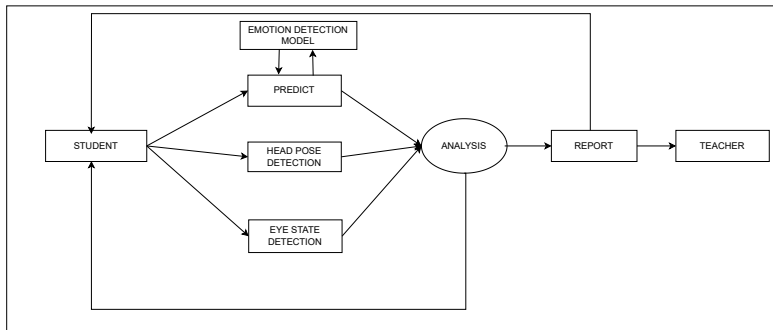 EMOTION DETECTION
MODEL
PREDICT
STUDENT
HEAD POSE
DETECTION
ANALYSIS
REPORT
TEACHER
EYE STATE
DETECTION